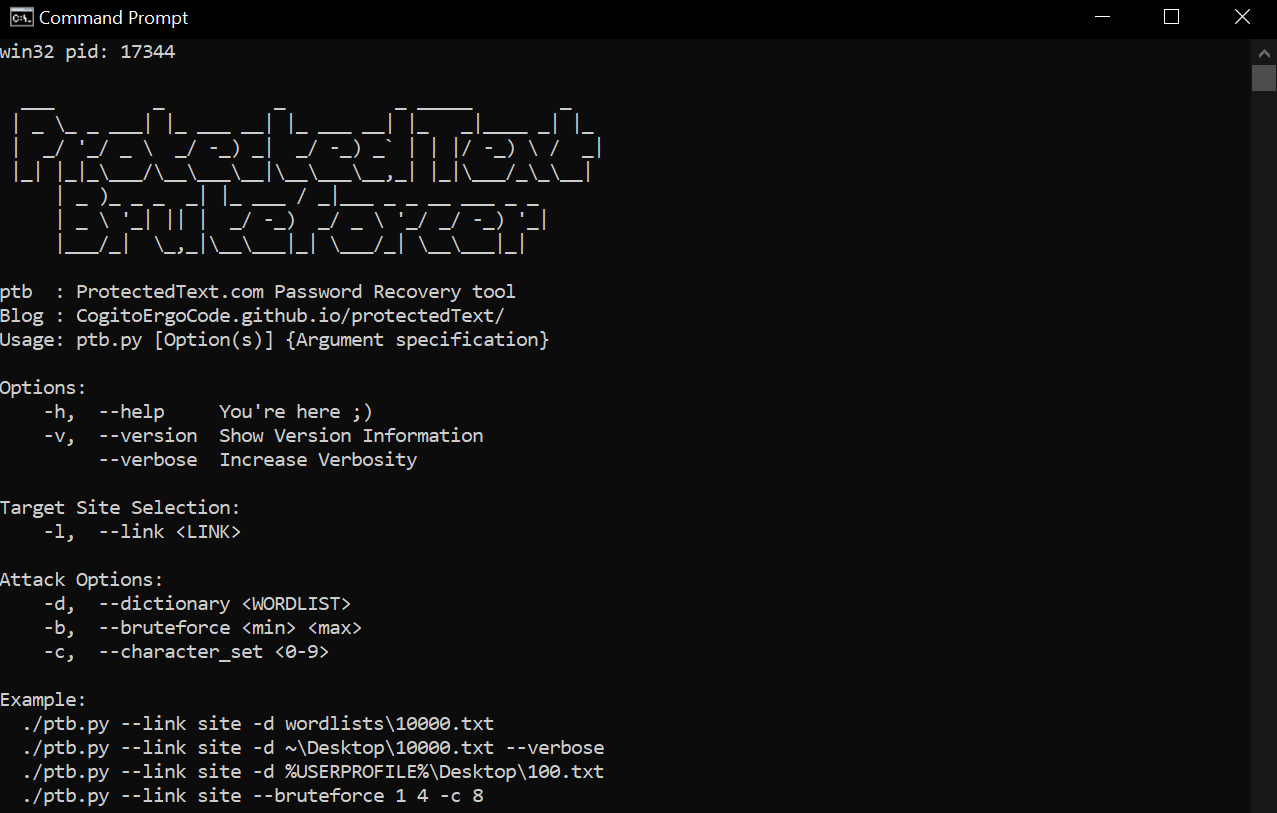 Command Prompt
win32 pid: 17344
ProtectedText
Bruteforcer
ptb  : ProtectedText.com Password Recovery tool
Blog : CogitoErgoCode.github.io/protectedText/
Usage: ptb.py [Option(s)] {Argument specification}
Options:
    -h,  --help     You're here ;)
    -v,  --version  Show Version Information
         --verbose  Increase Verbosity
Target Site Selection:
    -l,  --link <LINK>
Attack Options:
    -d,  --dictionary <WORDLIST>
    -b,  --bruteforce <min> <max>
    -c,  --character_set <0-9>
Example:
  ./ptb.py --link site -d wordlists\10000.txt
  ./ptb.py --link site -d ~\Desktop\10000.txt --verbose
  ./ptb.py --link site -d %USERPROFILE%\Desktop\100.txt
  ./ptb.py --link site --bruteforce 1 4 -c 8